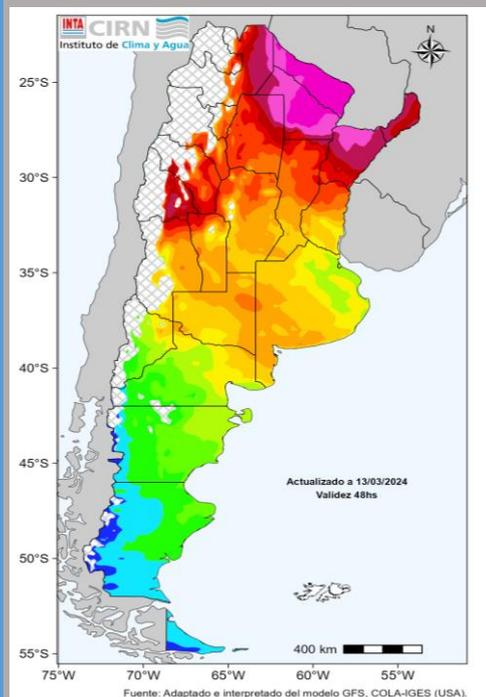 INTA CIRN
Instituto de Clima y Agua
N
25°S
30°S
35°S
40°S
45°S
Actualizado a 13/03/2024
Validez 48hs
50°S
400 km
55°S
75°W 70°W 65°W 60°W 55°W
Fuente: Adaptado e interpretado del modelo GFS, COLA-IGES (USA).